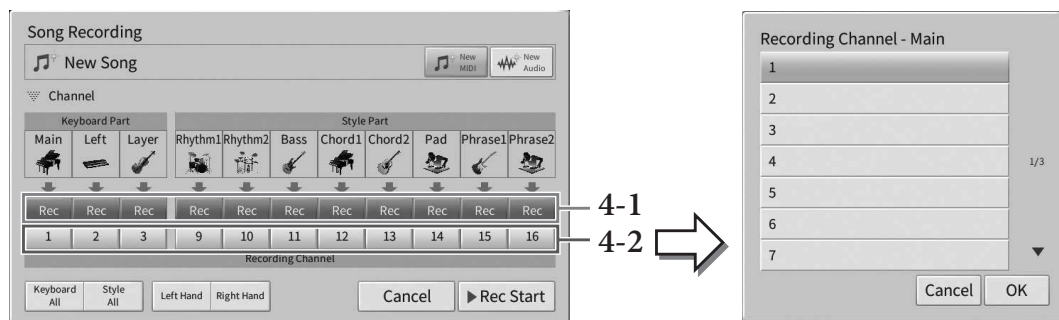 Song Recording
New Song
New MIDI
New Audio
Channel
Keyboard Part
Style Part
Main Left Layer Rhythm1 Rhythm2 Bass Chord1 Chord2 Pad Phrase1 Phrase2
Rec Rec Rec Rec Rec Rec Rec Rec Rec Rec Rec
4-1
1 2 3 9 10 11 12 13 14 15 16
4-2
Recording Channel
Keyboard All
Style All
Left Hand Right Hand
Cancel Rec Start
Recording Channel - Main
1
2
3
4
1/3
5
6
7
Cancel OK